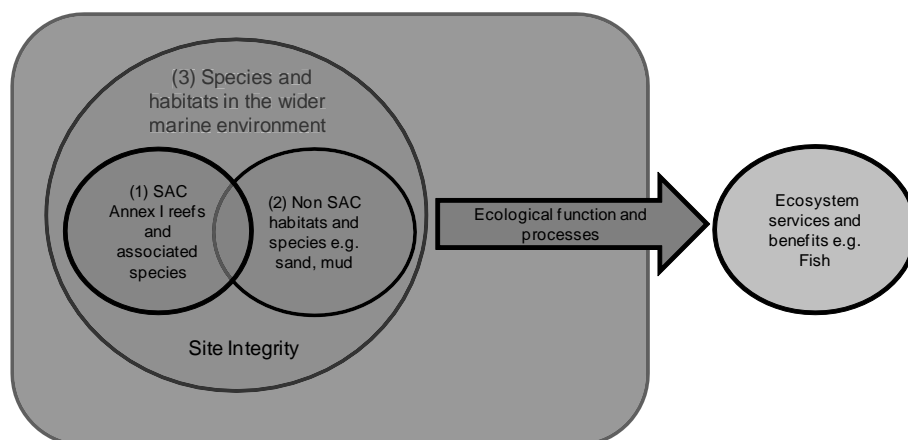 (3) Species and
habitats in the wider
marine environment
(1) SAC
Annex I reefs
and
associated
species
(2) Non SAC
habitats and
species e.g.
sand, mud
Site Integrity
Ecological function and
processes
Ecosystem
services and
benefits e.g.
Fish